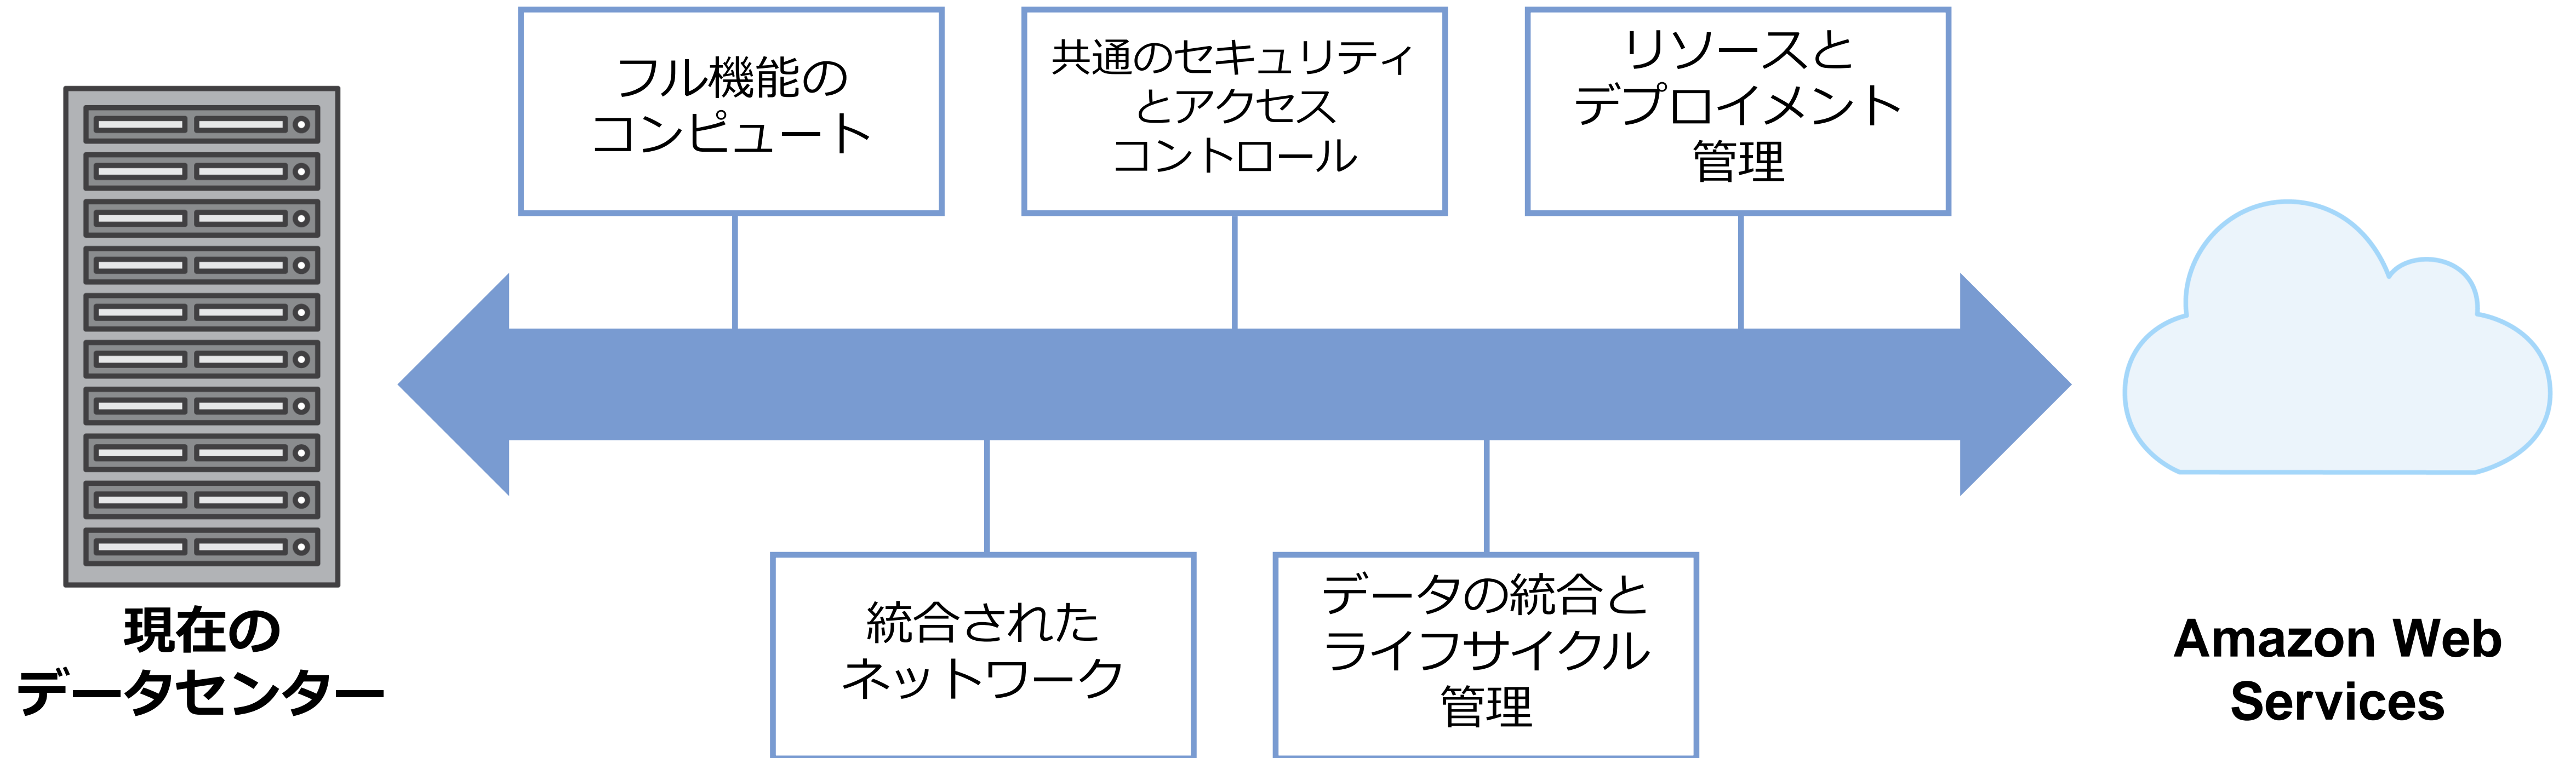 フル機能の
コンピュート
共通のセキュリティ
とアクセス
コントロール
リソースと
デプロイメント
管理
現在の
データセンター
統合された
ネットワーク
データの統合と
ライフサイクル
管理
Amazon Web
Services